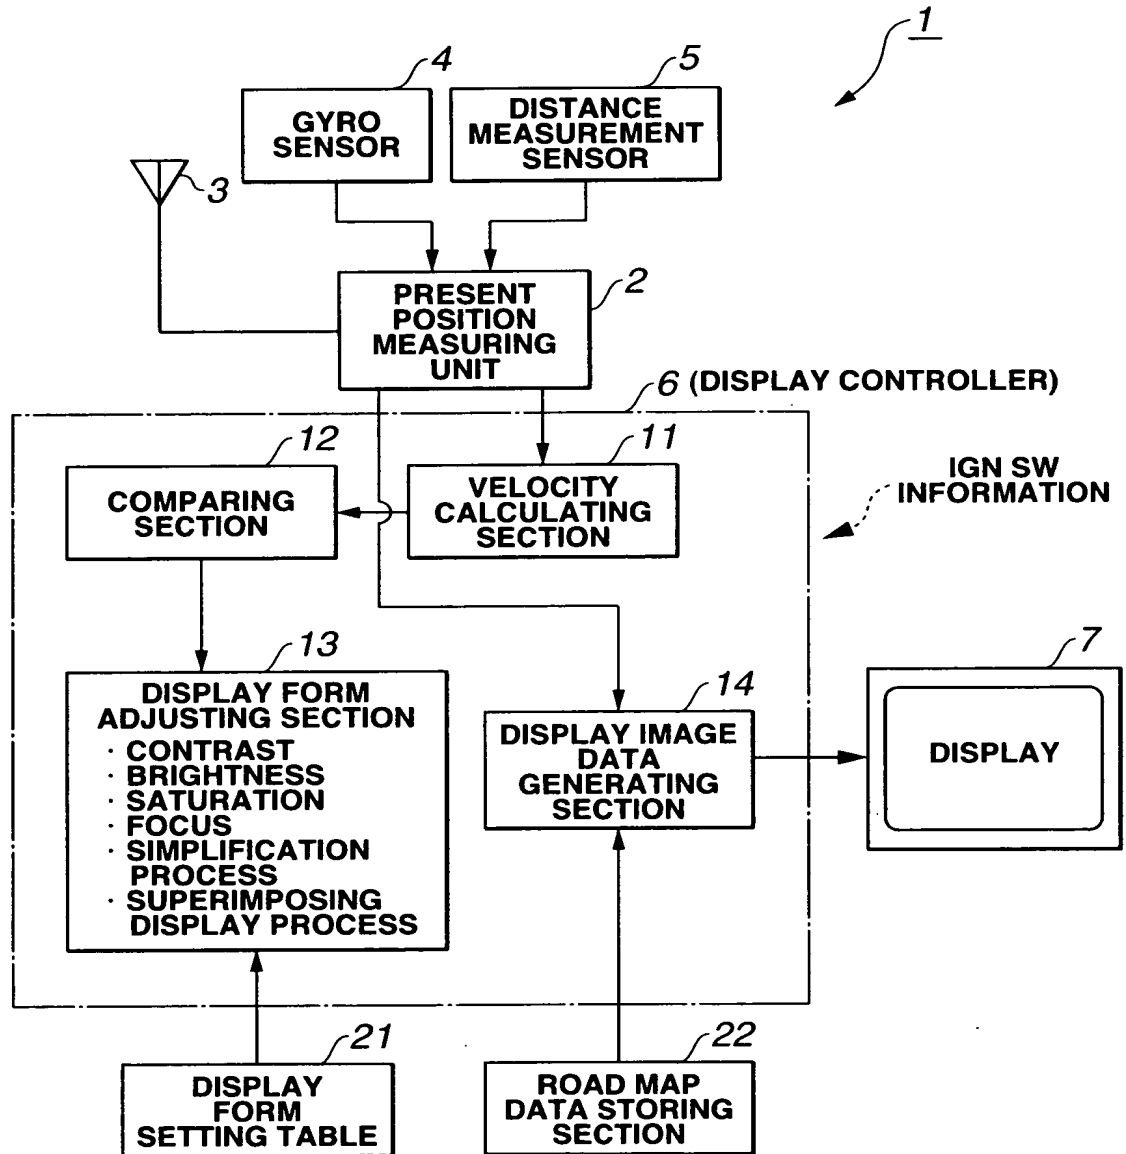 1
4
5
GYRO
SENSOR
DISTANCE
MEASUREMENT
SENSOR
3
2
PRESENT
POSITION
MEASURING
UNIT
6 (DISPLAY CONTROLLER)
12
11
COMPARING
SECTION
VELOCITY
CALCULATING
SECTION
IGN SW
INFORMATION
13
DISPLAY FORM
ADJUSTING SECTION
· CONTRAST
· BRIGHTNESS
· SATURATION
· FOCUS
· SIMPLIFICATION
PROCESS
· SUPERIMPOSING
DISPLAY PROCESS
14
DISPLAY IMAGE
DATA
GENERATING
SECTION
7
DISPLAY
21
DISPLAY
FORM
SETTING TABLE
22
ROAD MAP
DATA STORING
SECTION